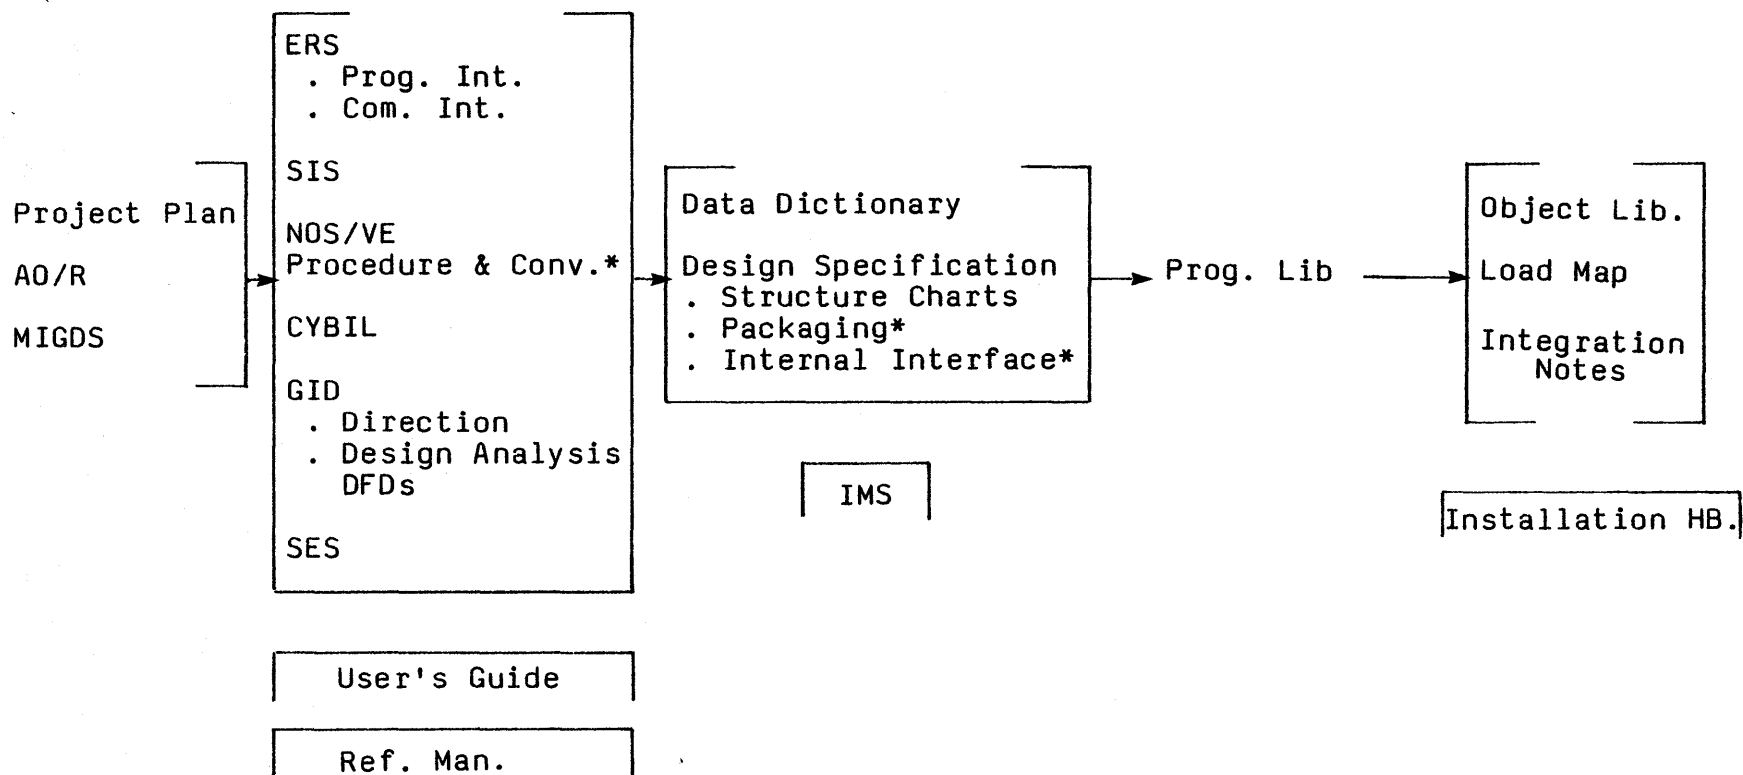 Project Plan
AO/R
MIGDS
ERS
. Prog. Int.
. Com. Int.
SIS
NOS/VE
Procedure & Conv.*
CYBIL
GID
. Direction
. Design Analysis
DFDs
SES
User's Guide
Ref. Man.
Data Dictionary
Design Specification
. Structure Charts
. Packaging*
. Internal Interface*
IMS
Prog. Lib
Object Lib.
Load Map
Integration
Notes
Installation HB.